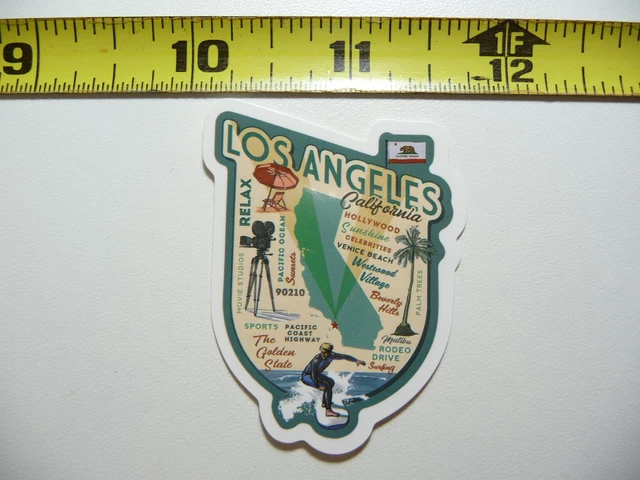 9 10 11 1F 12
LOS ANGELES
California
RELAX
HOLLYWOOD
Sunshine
CELEBRITIES
VENICE BEACH
Westwood
Village
Beverly
Hills
PACIFIC OCEAN
Sunsets
90210
MOVIE STUDIOS
PALM TREES
SPORTS
PACIFIC
COAST
HIGHWAY
The
Golden
State
Malibu
RODEO
DRIVE
Surfing